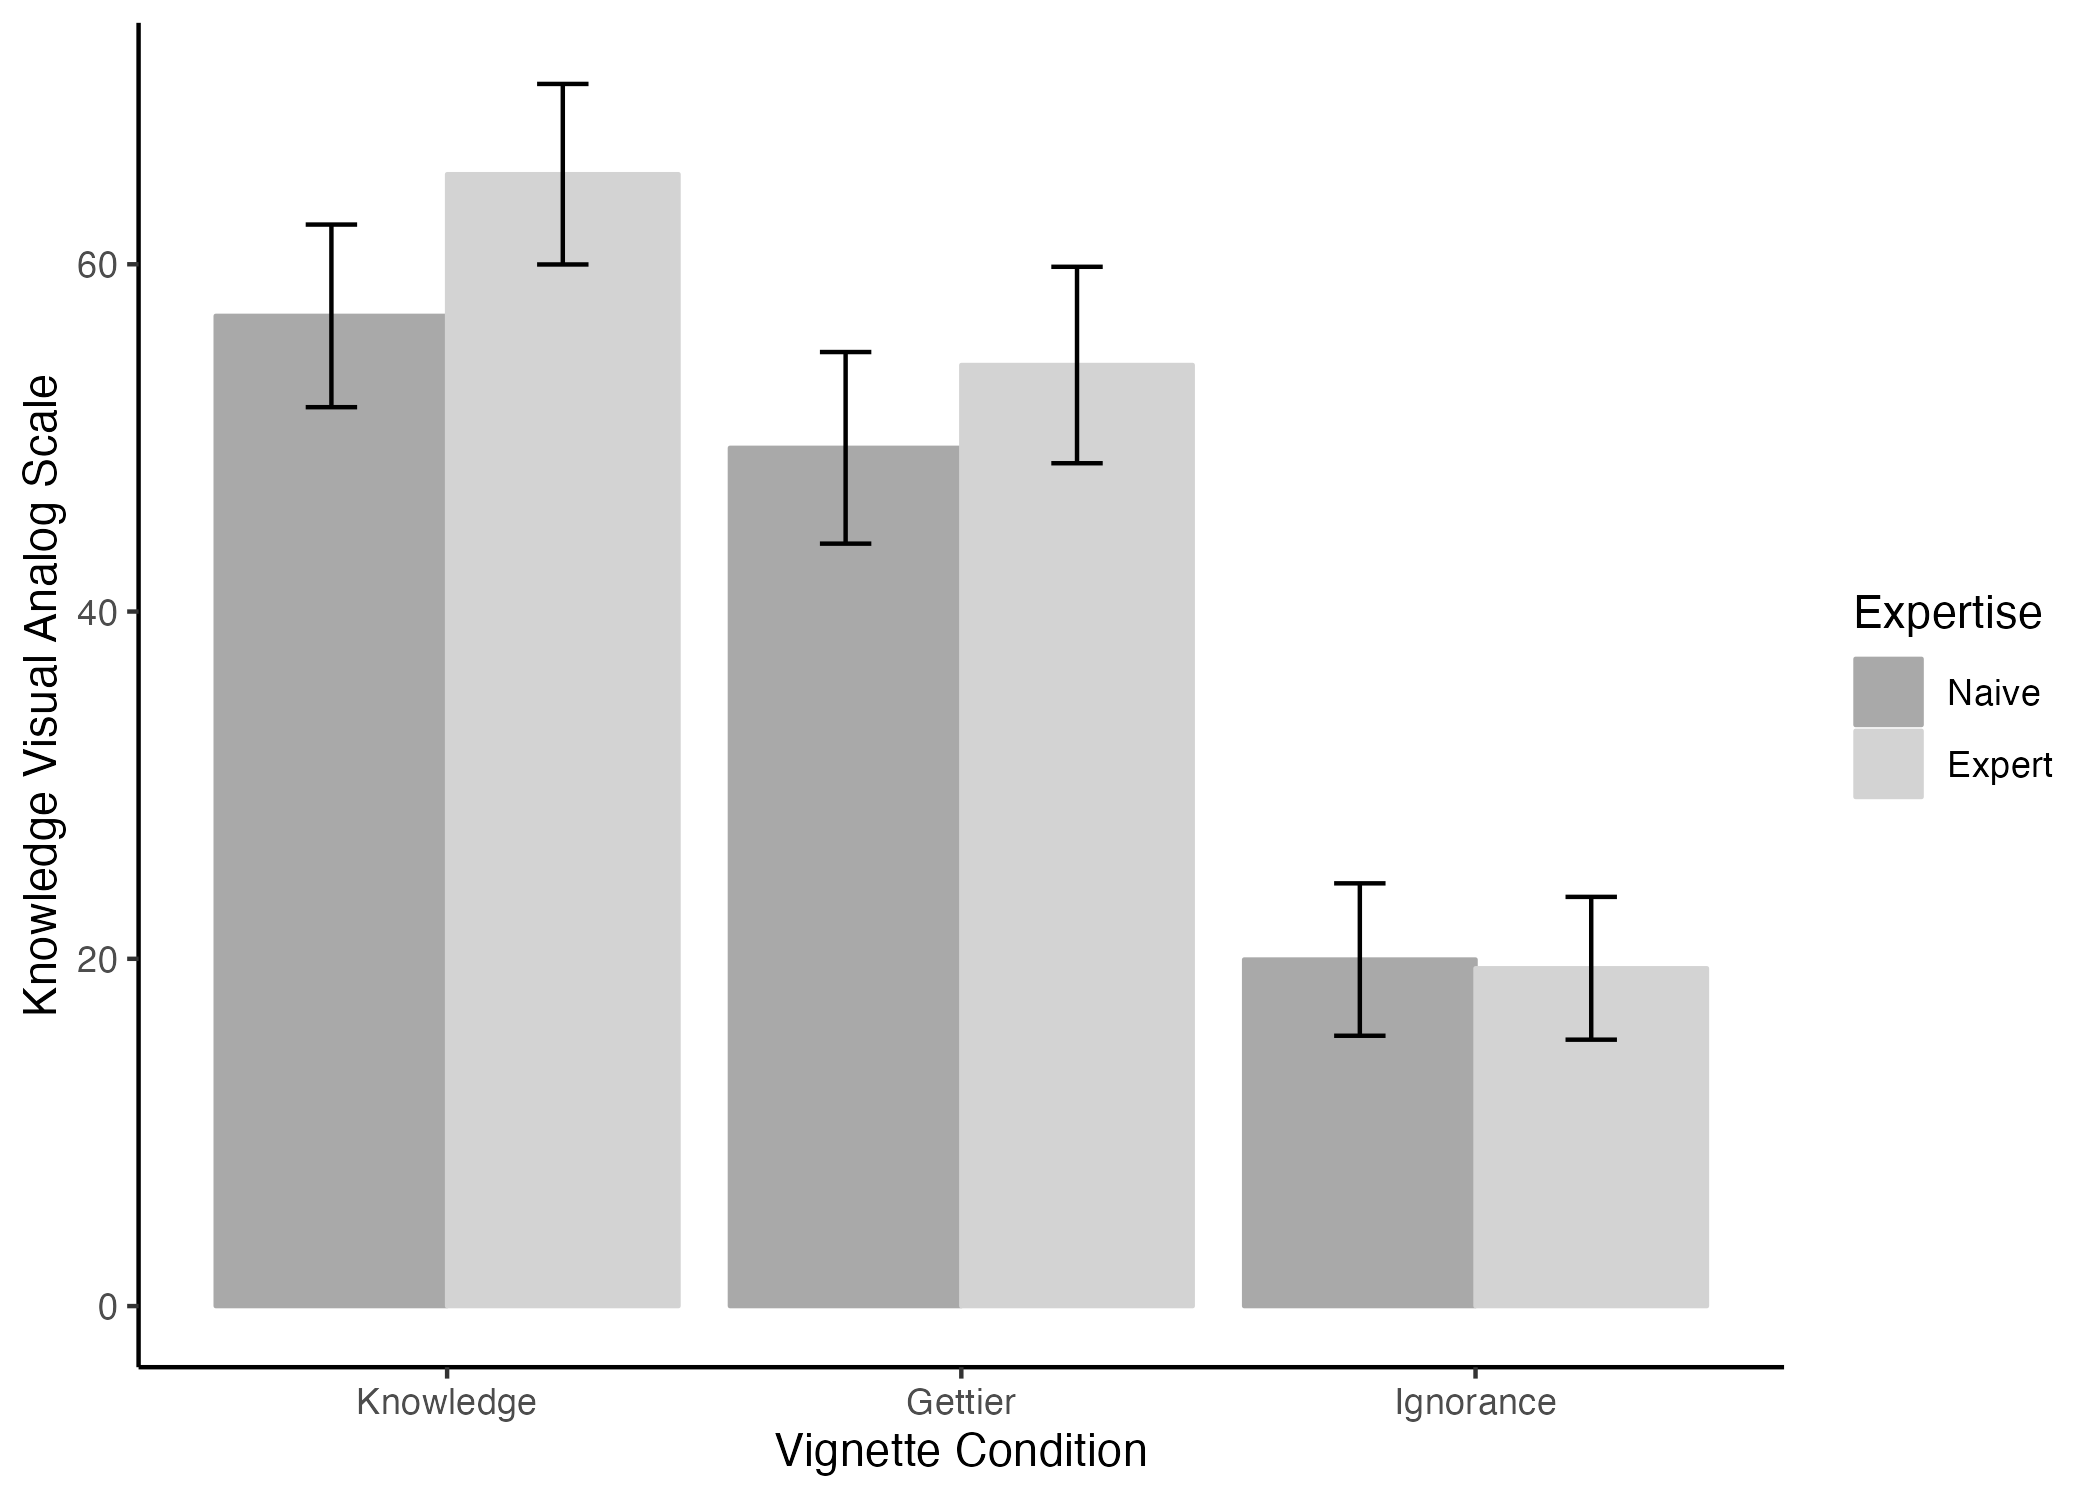 Knowledge Visual Analog Scale
60
40
20
0
Knowledge
Gettier
Ignorance
Vignette Condition
Expertise
Naive
Expert